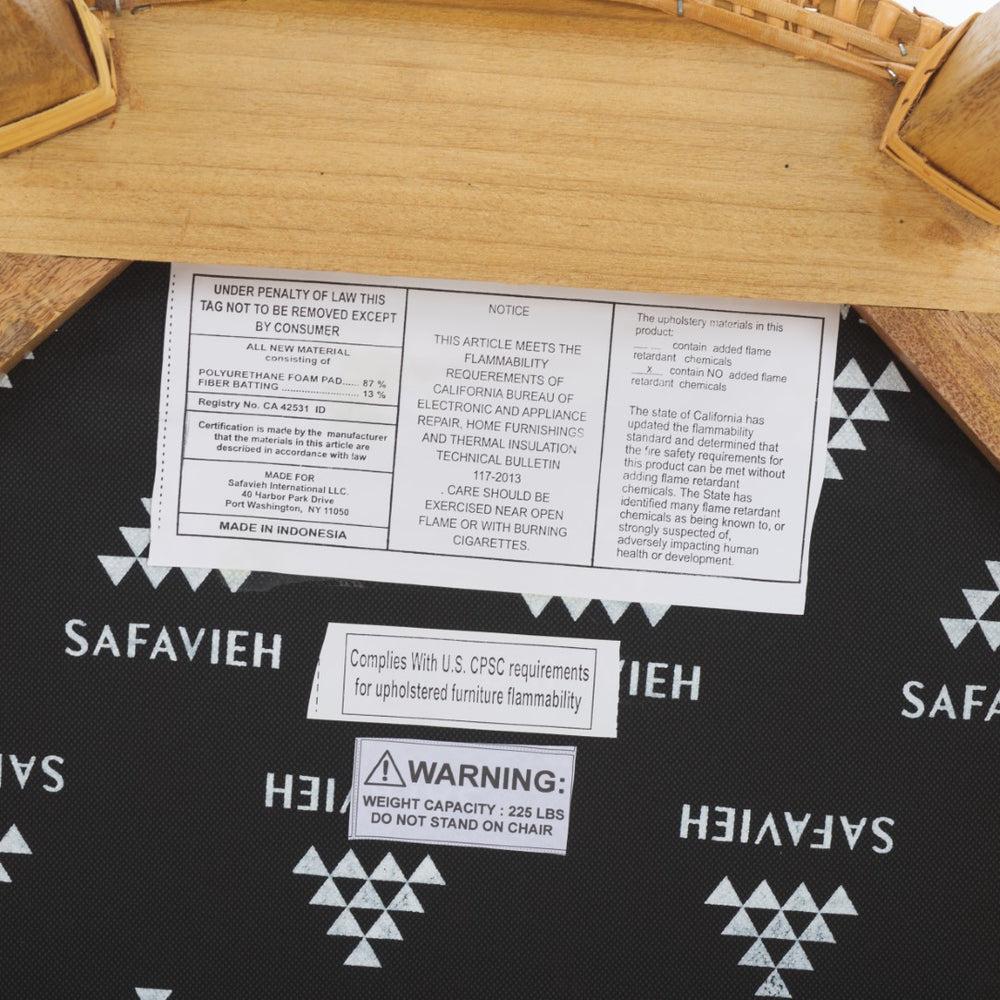 UNDER PENALTY OF LAW THIS
TAG NOT TO BE REMOVED EXCEPT
BY CONSUMER
ALL NEW MATERIAL
consisting of
POLYURETHANE FOAM PAD...... 87 %
FIBER BATTING ............................ 13 %
Registry No. CA 42531 ID
Certification is made by the manufacturer
that the materials in this article are
described in accordance with law
MADE FOR
Safavieh International LLC.
40 Harbor Park Drive
Port Washington, NY 11050
MADE IN INDONESIA
NOTICE
THIS ARTICLE MEETS THE
FLAMMABILITY
REQUEREMENTS OF
CALIFORNIA BUREAU OF
ELECTRONIC AND APPLIANCE
REPAIR, HOME FURNISHINGS
AND THERMAL INSULATION
TECHNICAL BULLETIN
117-2013
. CARE SHOULD BE
EXERCISED NEAR OPEN
FLAME OR WITH BURNING
CIGARETTES.
The upholstery materials in this
product:
__ __ contain added flame
retardant chemicals
__x__ contain NO added flame
retardant chemicals
The state of California has
updated the flammability
standard and determined that
the fire safety requirements for
this product can be met without
adding flame retardant
chemicals. The State has
identified many flame retardant
chemicals as being known to, or
strongly suspected of,
adversely impacting human
health or development.
SAFAVIEH
VIEH
SAFA
Complies With U.S. CPSC requirements
for upholstered furniture flammability
WARNING:
WEIGHT CAPACITY : 225 LBS
DO NOT STAND ON CHAIR
SAV
VIEH
SAFAVIEH